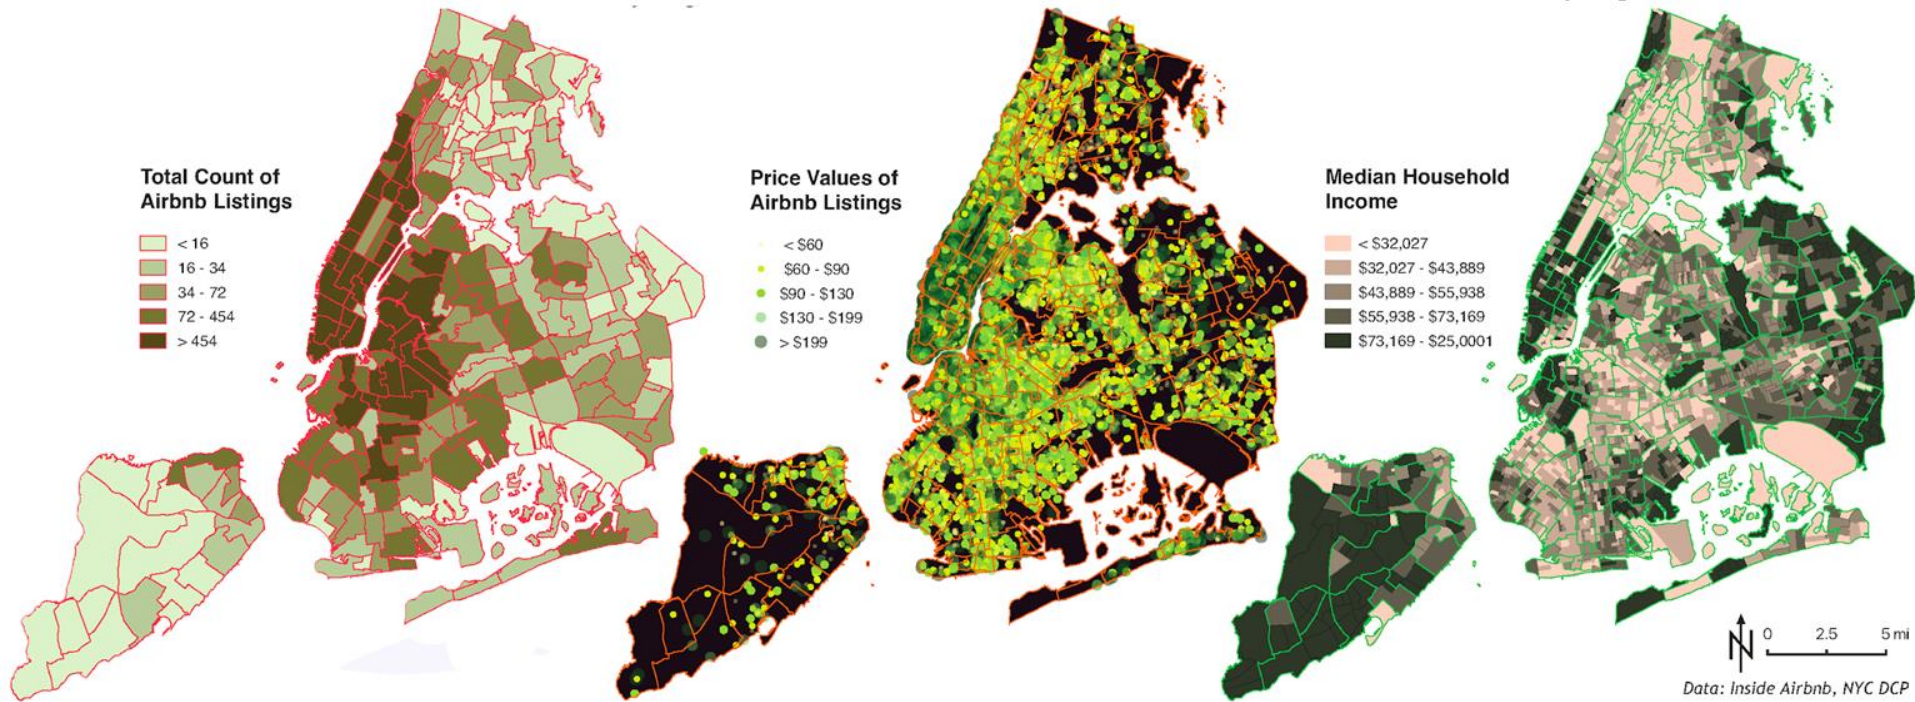 Total Count of
Airbnb Listings
< 16
16 - 34
34 - 72
72 - 454
> 454
Price Values of
Airbnb Listings
< $60
$60 - $90
$90 - $130
$130 - $199
> $199
Median Household
Income
< $32,027
$32,027 - $43,889
$43,889 - $55,938
$55,938 - $73,169
$73,169 - $25,0001
N
0 2.5 5 mi
Data: Inside Airbnb, NYC DCP